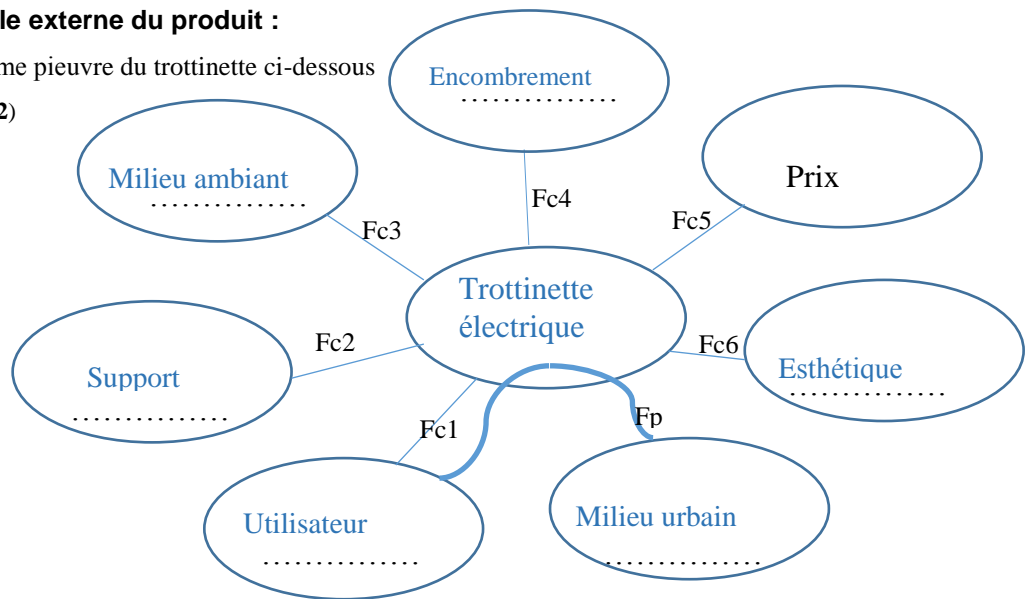 le externe du produit :
me pieuvre du trottinette ci-dessous
2)
Encombrement
...............
Milieu ambiant
...............
Prix
Fc4
Fc3
Fc5
Trottinette
électrique
Fc2
Fc6
Support
...............
Esthétique
...............
Fc1
Fp
Utilisateur
...............
Milieu urbain
...............